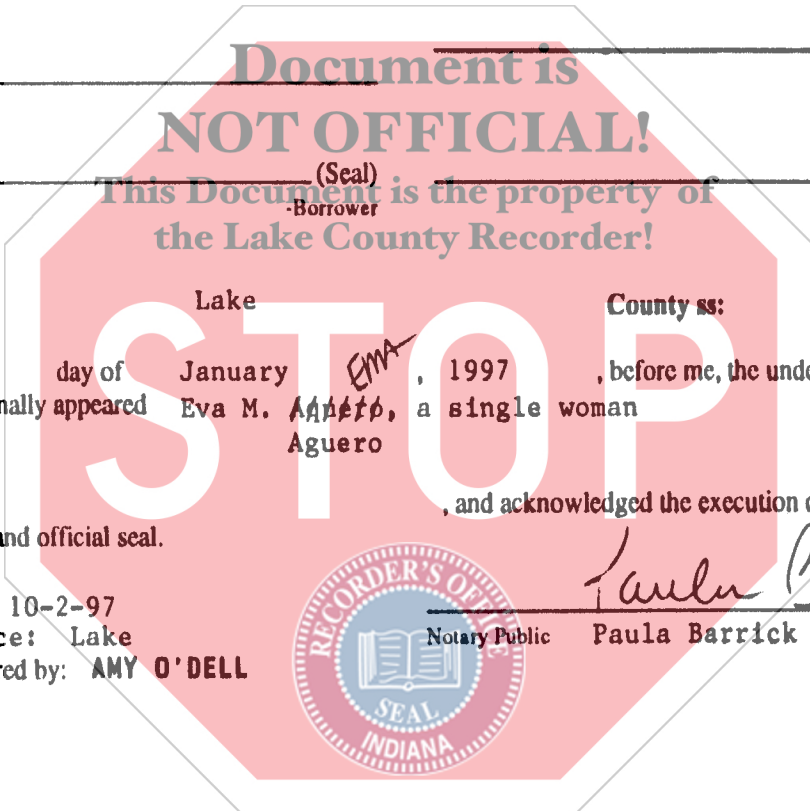 Document is
NOT OFFICIAL!
(Seal)
This Document is the property of
-Borrower
the Lake County Recorder!
Lake County ss:
STOP
EMA
day of January , 1997 , before me, the unde
nally appeared Eva M. Aqnero, a single woman
Aguero
, and acknowledged the execution
and official seal.
Paula
10-2-97
ce: Lake
Notary Public Paula Barrick
red by: AMY O'DELL
RECORDER'S OFFICE
SEAL
INDIANA